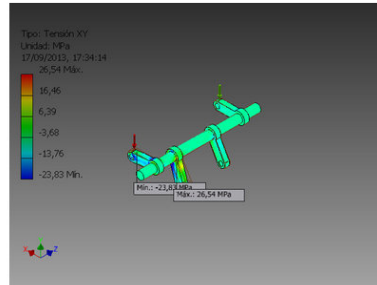 Tipo: Tensión XY
Unidad: MPa
17/09/2013, 17:34:14
26,54 Máx.
16,46
6,39
-3,68
-13,76
-23,83 Mín.
Mín.: -23,83 MPa
Máx.: 26,54 MPa
X
Z